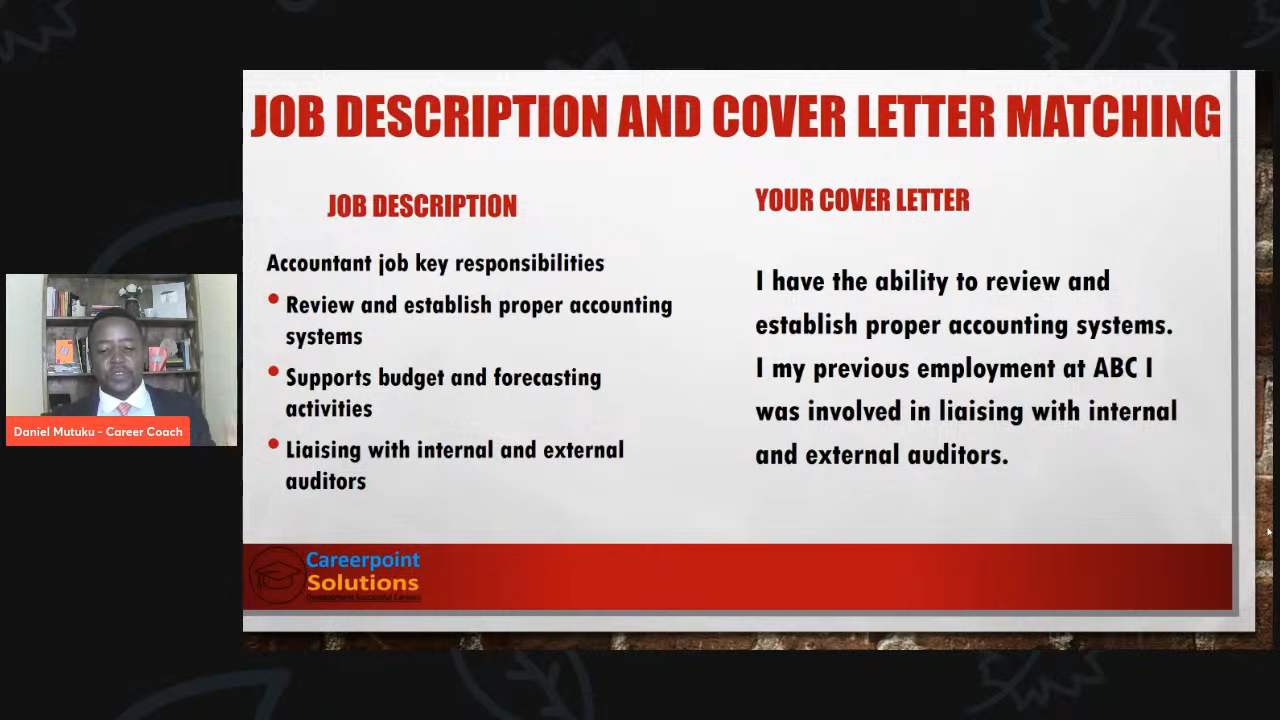 JOB DESCRIPTION AND COVER LETTER MATCHING
JOB DESCRIPTION
Accountant job key responsibilities
Review and establish proper accounting
systems
Supports budget and forecasting
activities
Liaising with internal and external
auditors
YOUR COVER LETTER
I have the ability to review and
establish proper accounting systems.
I my previous employment at ABC I
was involved in liaising with internal
and external auditors.
Daniel Mutuku - Career Coach
Careerpoint
Solutions